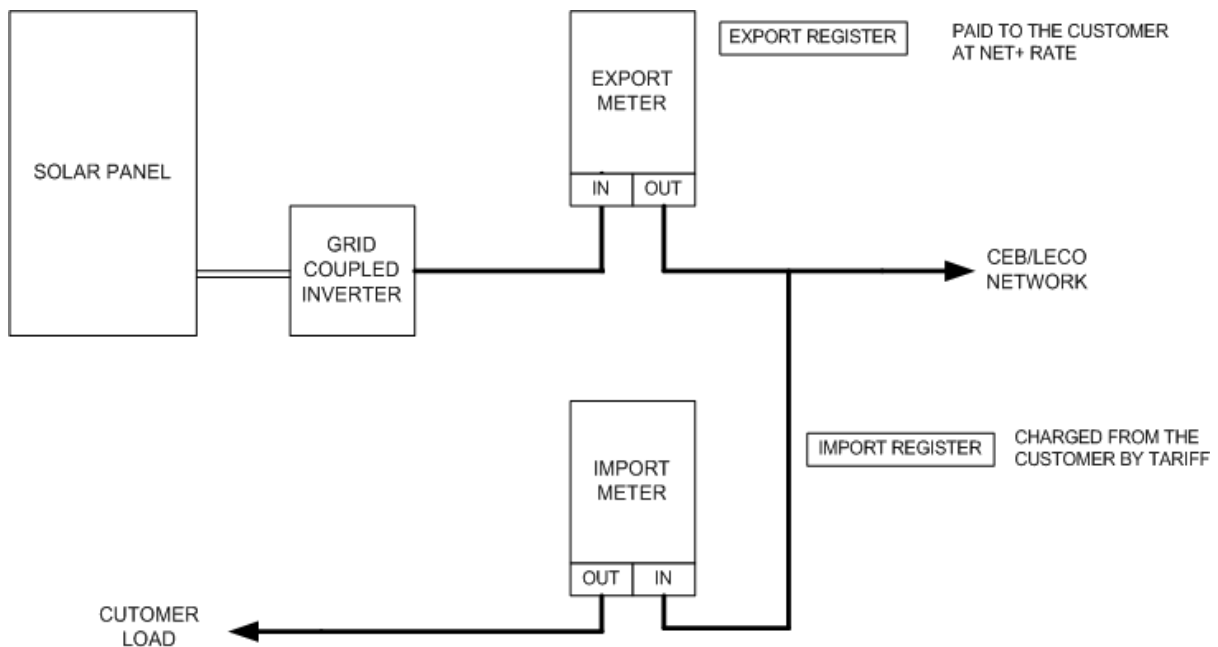 EXPORT REGISTER
PAID TO THE CUSTOMER
AT NET+ RATE
EXPORT
METER
SOLAR PANEL
IN
OUT
GRID
COUPLED
INVERTER
CEB/LECO
NETWORK
IMPORT REGISTER
CHARGED FROM THE
CUSTOMER BY TARIFF
IMPORT
METER
OUT
IN
CUTOMER
LOAD